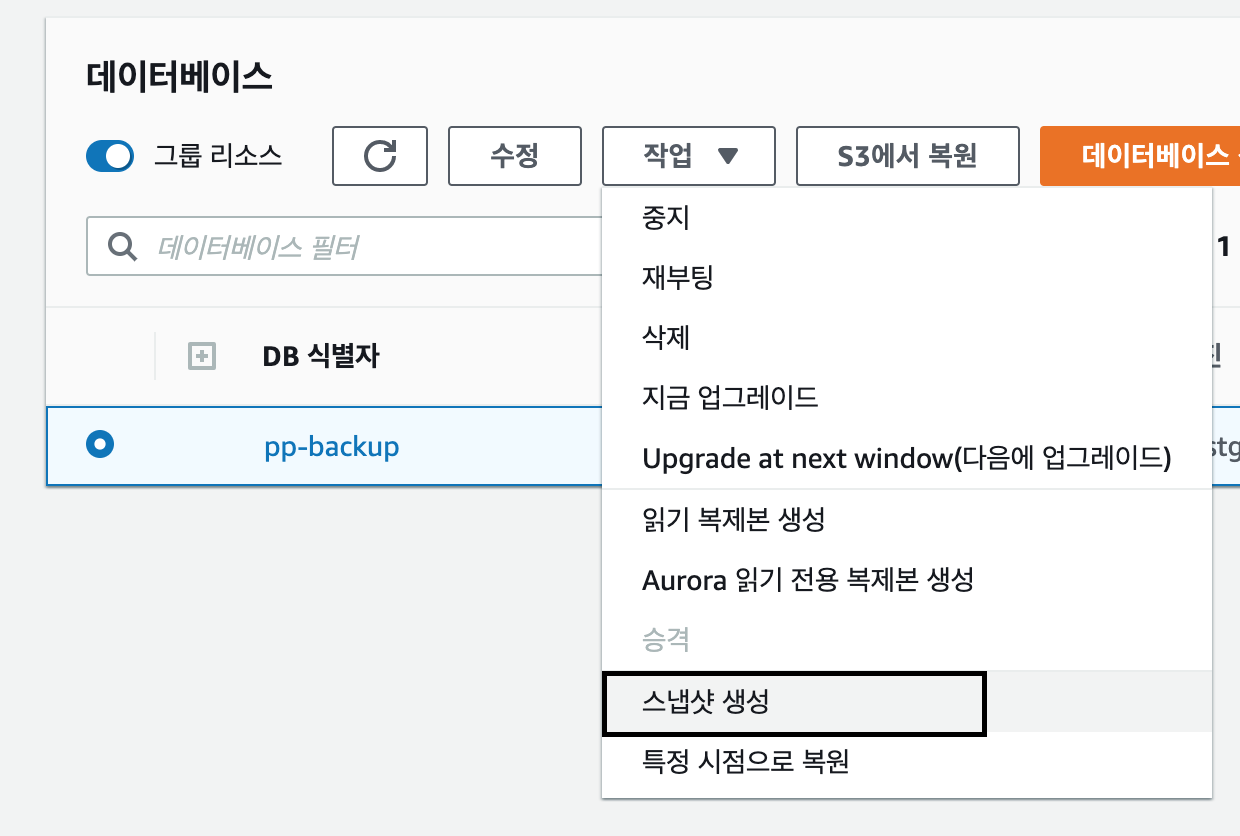 데이터베이스
그룹 리소스 수정 작업 S3에서 복원 데이터베이스
데이터베이스 필터 1
DB 식별자
pp-backup stg
중지
재부팅
삭제
지금 업그레이드
Upgrade at next window(다음에 업그레이드)
읽기 복제본 생성
Aurora 읽기 전용 복제본 생성
승격
스냅샷 생성
특정 시점으로 복원